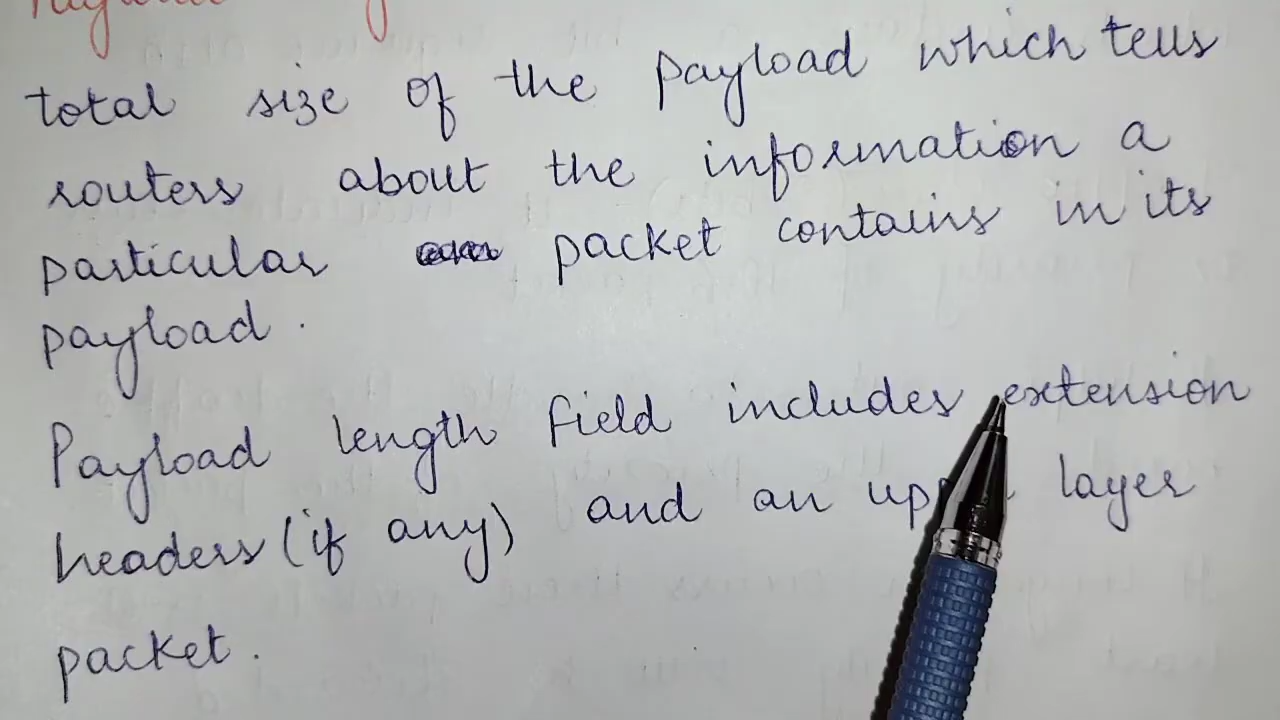 total size of the payload which tells
routers about the information a
particular packet contains in its
payload.
Payload length field includes extension
headers (if any) and an upper layer
packet.